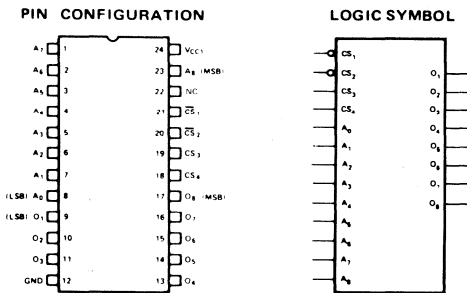 PIN CONFIGURATION
A7 1 24 VCC1
A6 2 23 A8 (MSB)
A5 3 22 NC
A4 4 21 C̅S̅1
A3 5 20 C̅S̅2
A2 6 19 CS3
A1 7 18 CS4
(LSB) A0 8 17 O8 (MSB)
(LSB) O1 9 16 O7
O2 10 15 O6
O3 11 14 O5
GND 12 13 O4
LOGIC SYMBOL
CS1
CS2
CS3
CS4
A0
A1
A2
A3
A4
A5
A6
A7
A8
O1
O2
O3
O4
O5
O6
O7
O8